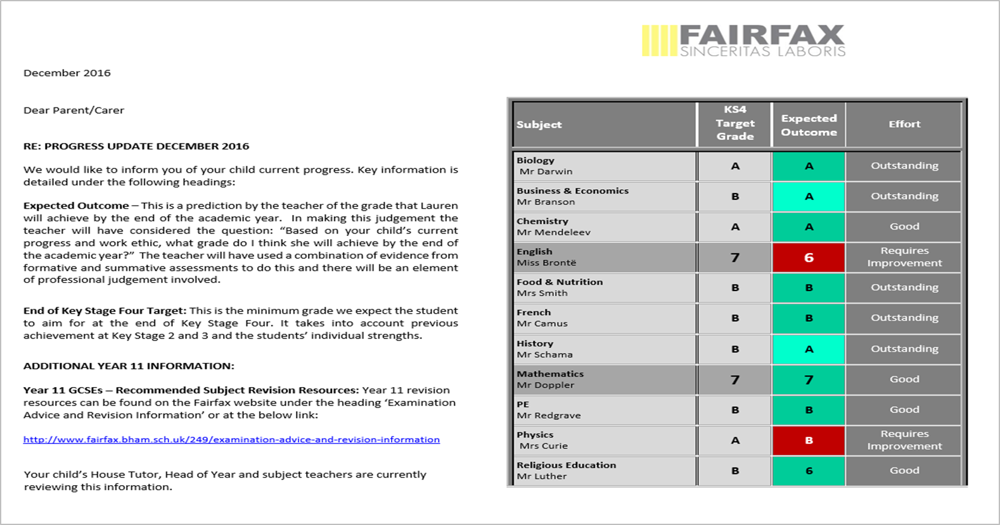 FAIRFAX
SINCERITAS LABORIS
December 2016
Dear Parent/Carer
RE: PROGRESS UPDATE DECEMBER 2016
We would like to inform you of your child current progress. Key information is
detailed under the following headings:
Expected Outcome – This is a prediction by the teacher of the grade that Lauren
will achieve by the end of the academic year. In making this judgement the
teacher will have considered the question: “Based on your child’s current
progress and work ethic, what grade do I think she will achieve by the end of
the academic year?” The teacher will have used a combination of evidence from
formative and summative assessments to do this and there will be an element
of professional judgement involved.
End of Key Stage Four Target: This is the minimum grade we expect the student
to aim for at the end of Key Stage Four. It takes into account previous
achievement at Key Stage 2 and 3 and the students’ individual strengths.
ADDITIONAL YEAR 11 INFORMATION:
Year 11 GCSEs – Recommended Subject Revision Resources: Year 11 revision
resources can be found on the Fairfax website under the heading ‘Examination
Advice and Revision Information’ or at the below link:
http://www.fairfax.bham.sch.uk/249/examination-advice-and-revision-information
Your child’s House Tutor, Head of Year and subject teachers are currently
reviewing this information.
Subject
KS4
Target
Grade
Expected
Outcome
Effort
Biology
Mr Darwin
A
A
Outstanding
Business & Economics
Mr Branson
B
A
Outstanding
Chemistry
Mr Mendeleev
A
A
Good
English
Miss Brontë
7
6
Requires
Improvement
Food & Nutrition
Mrs Smith
B
B
Outstanding
French
Mr Camus
B
B
Outstanding
History
Mr Schama
B
A
Outstanding
Mathematics
Mr Doppler
7
7
Good
PE
Mr Redgrave
B
B
Good
Physics
Mrs Curie
A
B
Requires
Improvement
Religious Education
Mr Luther
B
6
Good